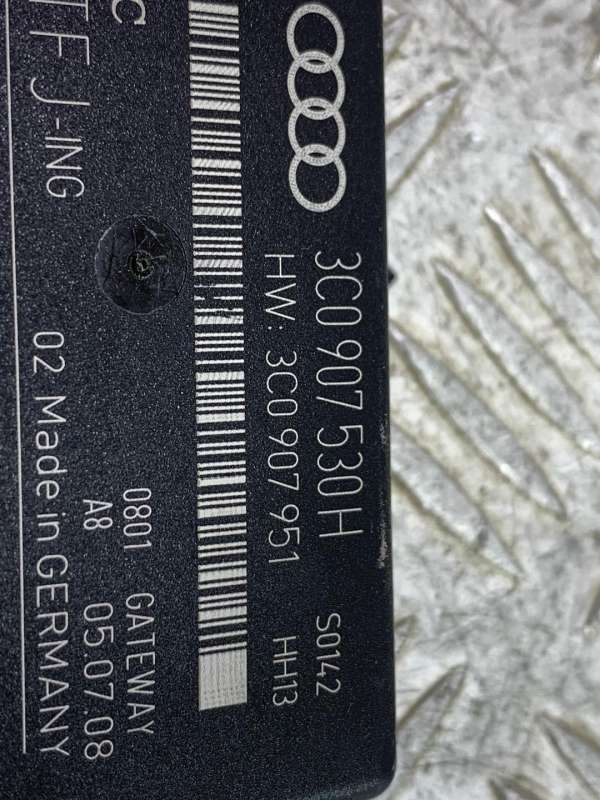 3C0 907 530 H S0142
HW: 3C0 907 951 HH13
0801 GATEWAY
C A8 05.07.08
TF J-ING
02 Made in GERMANY